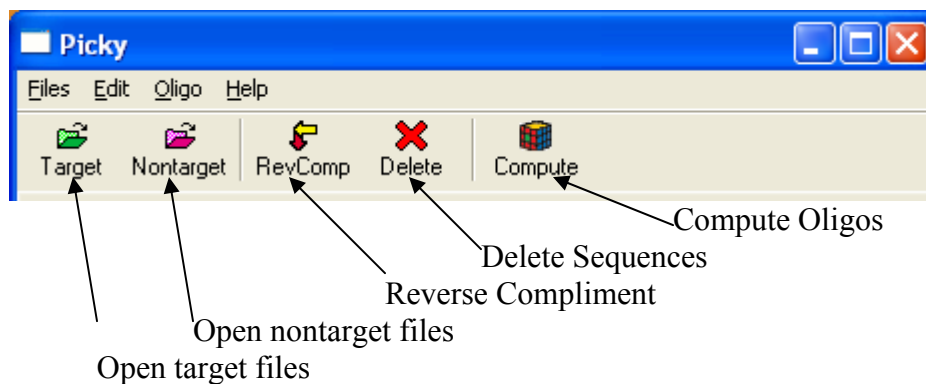 Picky
Files Edit Oligo Help
Target Nontarget RevComp Delete Compute
Compute Oligos
Delete Sequences
Reverse Compliment
Open nontarget files
Open target files